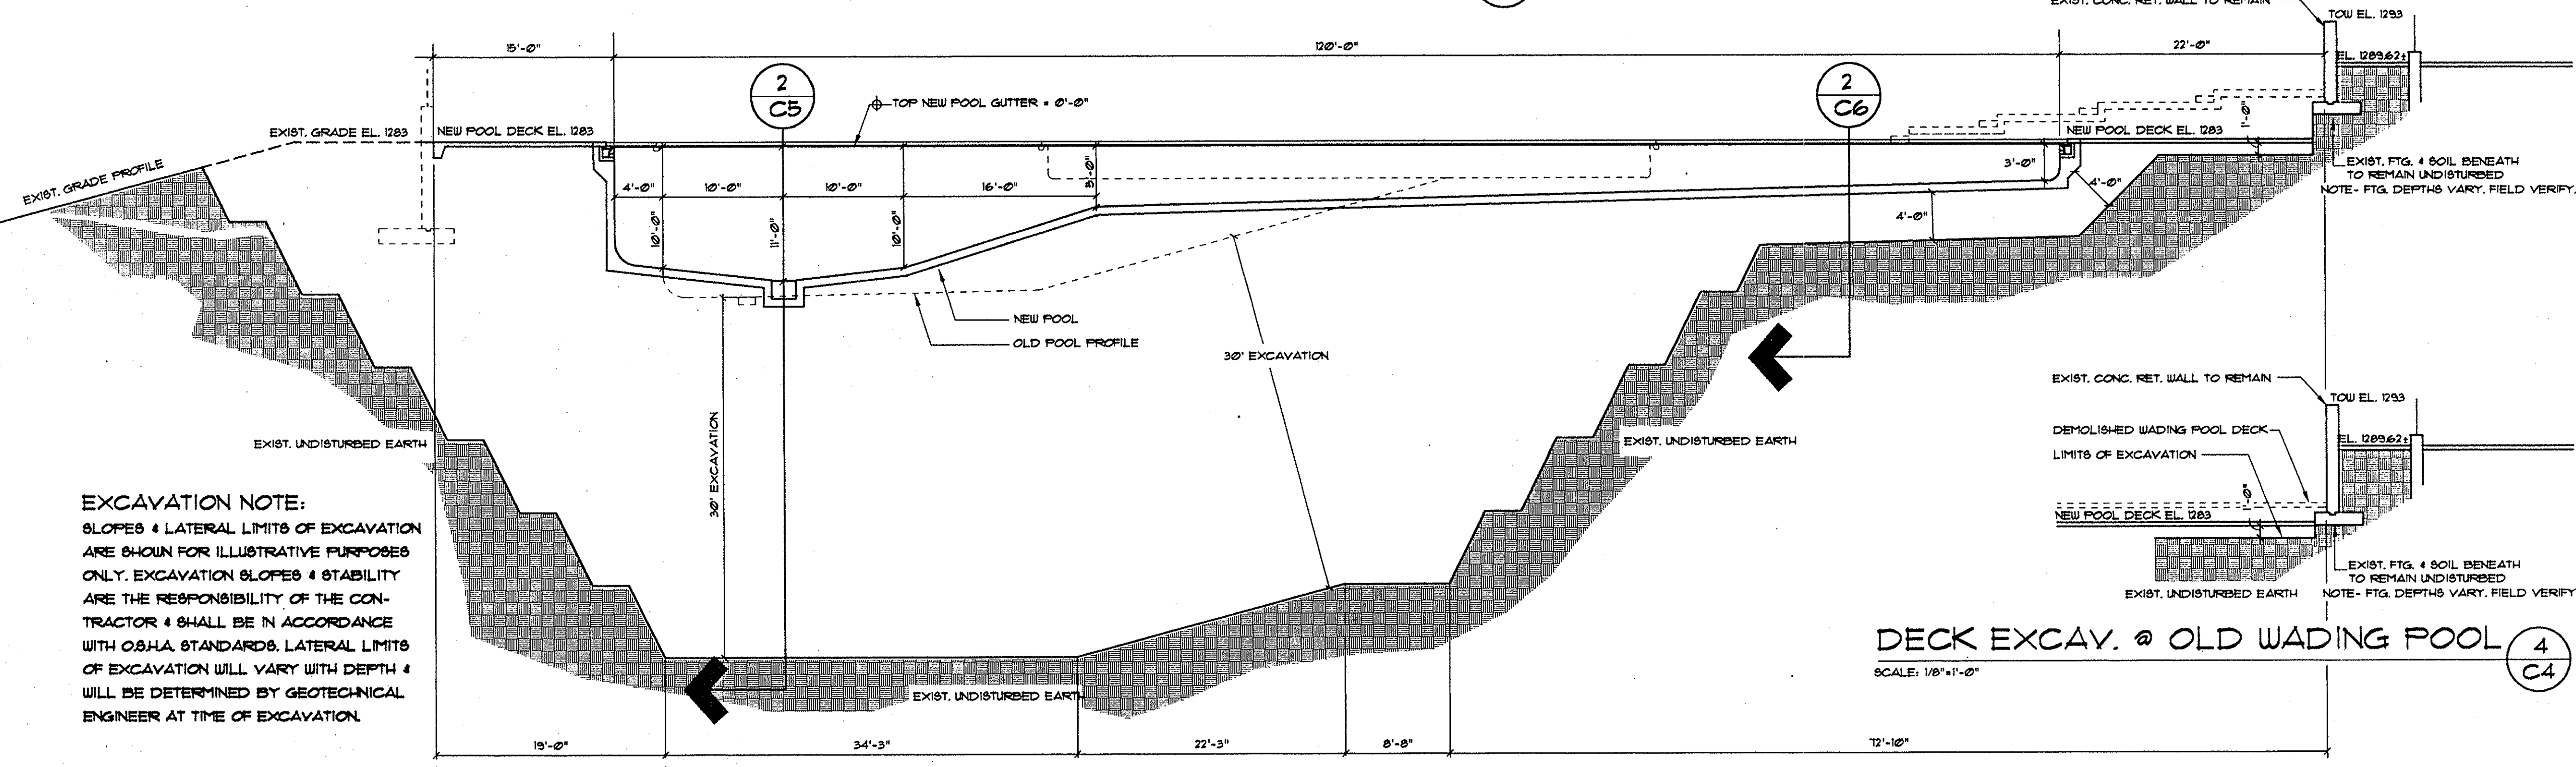 EXIST. CONC. RET. WALL TO REMAIN
TOW EL. 1293
15'-0"
120'-0"
22'-0"
EL. 1289.62±
2
C5
2
C6
TOP NEW POOL GUTTER = 0'-0"
EXIST. GRADE EL. 1283
NEW POOL DECK EL. 1283
NEW POOL DECK EL. 1283
1'-0"
EXIST. GRADE PROFILE
EXIST. FTG. & SOIL BENEATH
TO REMAIN UNDISTURBED
NOTE- FTG. DEPTHS VARY. FIELD VERIFY.
4'-0"
10'-0"
10'-0"
16'-0"
3'-0"
4'-0"
10'-0"
11'-0"
10'-0"
4'-0"
NEW POOL
OLD POOL PROFILE
30' EXCAVATION
30' EXCAVATION
EXIST. UNDISTURBED EARTH
EXIST. UNDISTURBED EARTH
EXIST. UNDISTURBED EARTH
EXCAVATION NOTE:
SLOPES & LATERAL LIMITS OF EXCAVATION
ARE SHOWN FOR ILLUSTRATIVE PURPOSES
ONLY. EXCAVATION SLOPES & STABILITY
ARE THE RESPONSIBILITY OF THE CON-
TRACTOR & SHALL BE IN ACCORDANCE
WITH O.S.H.A. STANDARDS. LATERAL LIMITS
OF EXCAVATION WILL VARY WITH DEPTH &
WILL BE DETERMINED BY GEOTECHNICAL
ENGINEER AT TIME OF EXCAVATION.
19'-0"
34'-3"
22'-3"
8'-8"
72'-10"
EXIST. CONC. RET. WALL TO REMAIN
TOW EL. 1293
DEMOLISHED WADING POOL DECK
EL. 1289.62±
LIMITS OF EXCAVATION
1'-0"
NEW POOL DECK EL. 1283
EXIST. FTG. & SOIL BENEATH
TO REMAIN UNDISTURBED
EXIST. UNDISTURBED EARTH
NOTE- FTG. DEPTHS VARY. FIELD VERIFY
DECK EXCAV. @ OLD WADING POOL
SCALE: 1/8"=1'-0"
4
C4